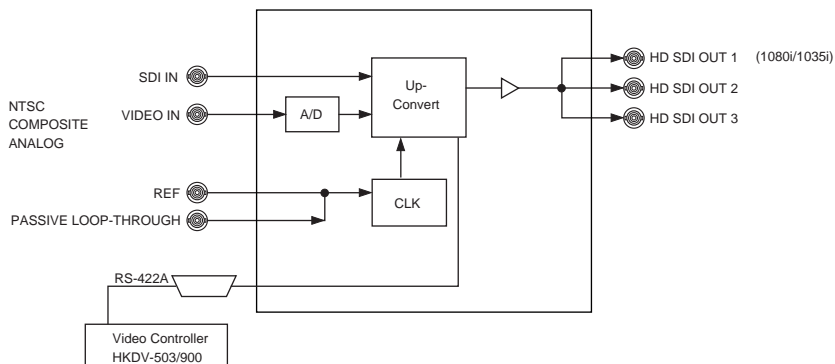 HD SDI OUT 1 (1080i/1035i)
SDI IN
Up-
Convert
HD SDI OUT 2
NTSC
COMPOSITE
ANALOG
VIDEO IN
A/D
HD SDI OUT 3
REF
CLK
PASSIVE LOOP-THROUGH
RS-422A
Video Controller
HKDV-503/900